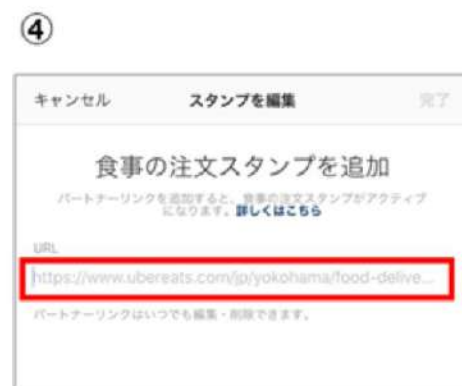 ④
キャンセル スタンプを編集 完了
食事の注文スタンプを追加
パートナーリンクを追加すると、食事の注文スタンプがアクティブ
になります。詳しくはこちら
URL
https://www.ubereats.com/jp/yokohama/food-delive...
パートナーリンクはいつでも編集・削除できます。